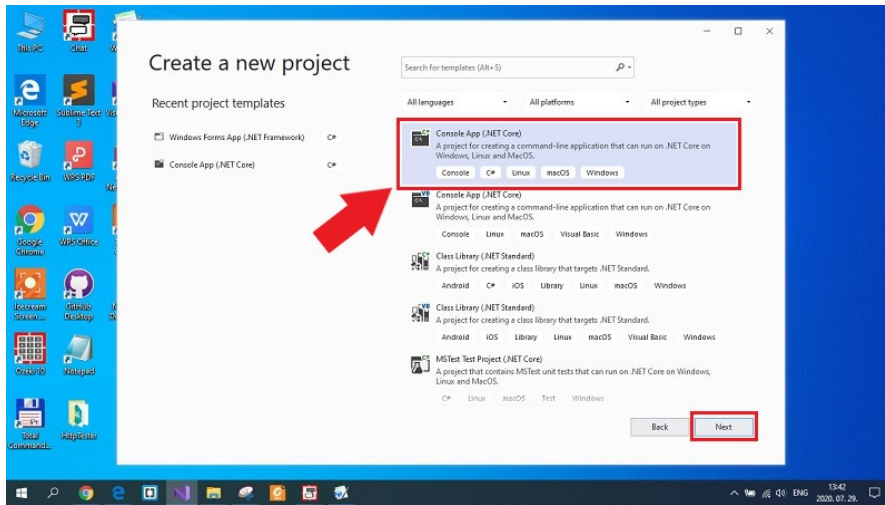 This PC
Chat
Microsoft
Edge
Sublime Text
3
Recycle Bin
WPS PDF
Google
Chrome
WPS Office
Icecream
Screen ...
GitHub
Desktop
Ozeki 10
Notepad
Total
Command...
HttpTester
Create a new project
Recent project templates
Windows Forms App (.NET Framework) C#
Console App (.NET Core) C#
Search for templates (Alt+S)
All languages All platforms All project types
Console App (.NET Core)
A project for creating a command-line application that can run on .NET Core on
Windows, Linux and MacOS.
Console C# Linux macOS Windows
Console App (.NET Core)
A project for creating a command-line application that can run on .NET Core on
Windows, Linux and MacOS.
Console Linux macOS Visual Basic Windows
Class Library (.NET Standard)
A project for creating a class library that targets .NET Standard.
Android C# iOS Library Linux macOS Windows
Class Library (.NET Standard)
A project for creating a class library that targets .NET Standard.
Android iOS Library Linux macOS Visual Basic Windows
MSTest Test Project (.NET Core)
A project that contains MSTest unit tests that can run on .NET Core on Windows,
Linux and MacOS.
C# Linux macOS Test Windows
Back Next
ENG
13:42
2020. 07. 29.